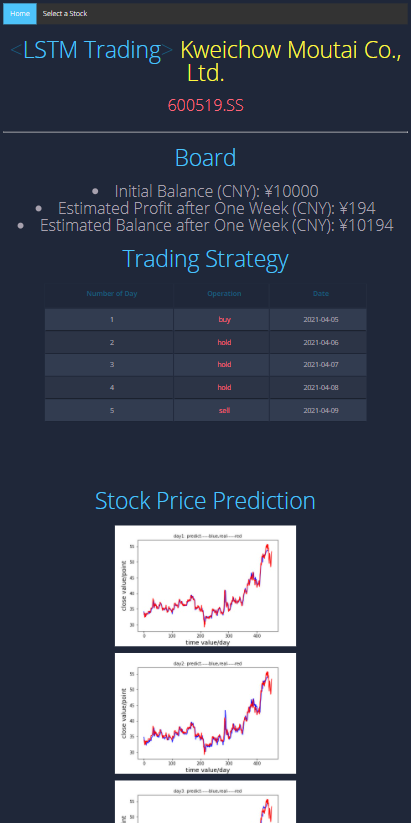 Home Select a Stock
<LSTM Trading> Kweichow Moutai Co.,
Ltd.
600519.SS
Board
Initial Balance (CNY): ¥10000
Estimated Profit after One Week (CNY): ¥194
Estimated Balance after One Week (CNY): ¥10194
Trading Strategy
Number of Day Operation Date
1 buy 2021-04-05
2 hold 2021-04-06
3 hold 2021-04-07
4 hold 2021-04-08
5 sell 2021-04-09
Stock Price Prediction
day1 predict---blue,real---red
close value/point
55
50
45
40
35
30
0 100 200 300 400
time value/day
day2 predict---blue,real---red
close value/point
55
50
45
40
35
30
0 100 200 300 400
time value/day
day3 predict---blue,real---red
55
50
45